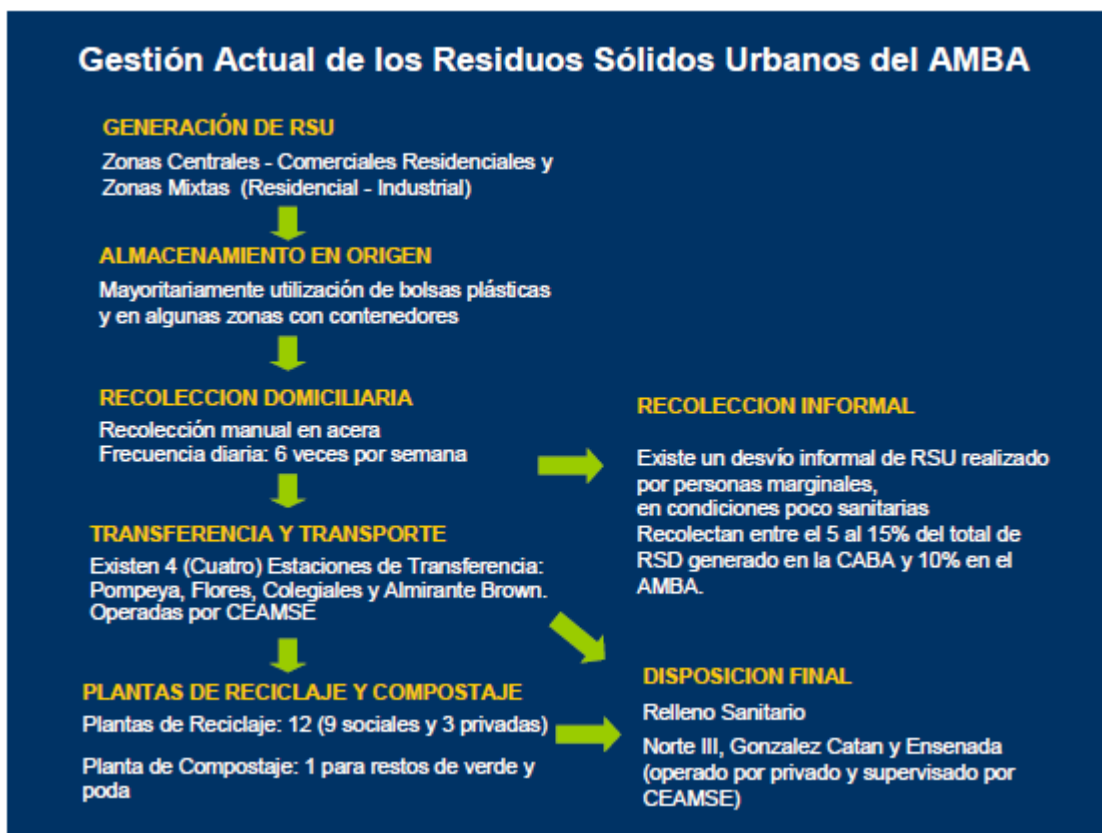 Gestión Actual de los Residuos Sólidos Urbanos del AMBA
GENERACIÓN DE RSU
Zonas Centrales - Comerciales Residenciales y
Zonas Mixtas (Residencial - Industrial)
ALMACENAMIENTO EN ORIGEN
Mayoritariamente utilización de bolsas plásticas
y en algunas zonas con contenedores
RECOLECCION DOMICILIARIA
Recolección manual en acera
Frecuencia diaria: 6 veces por semana
RECOLECCION INFORMAL
Existe un desvío informal de RSU realizado
por personas marginales,
en condiciones poco sanitarias
Recolectan entre el 5 al 15% del total de
RSD generado en la CABA y 10% en el
AMBA.
TRANSFERENCIA Y TRANSPORTE
Existen 4 (Cuatro) Estaciones de Transferencia:
Pompeya, Flores, Colegiales y Almirante Brown.
Operadas por CEAMSE
PLANTAS DE RECICLAJE Y COMPOSTAJE
Plantas de Reciclaje: 12 (9 sociales y 3 privadas)
Planta de Compostaje: 1 para restos de verde y
poda
DISPOSICION FINAL
Relleno Sanitario
Norte III, Gonzalez Catan y Ensenada
(operado por privado y supervisado por
CEAMSE)